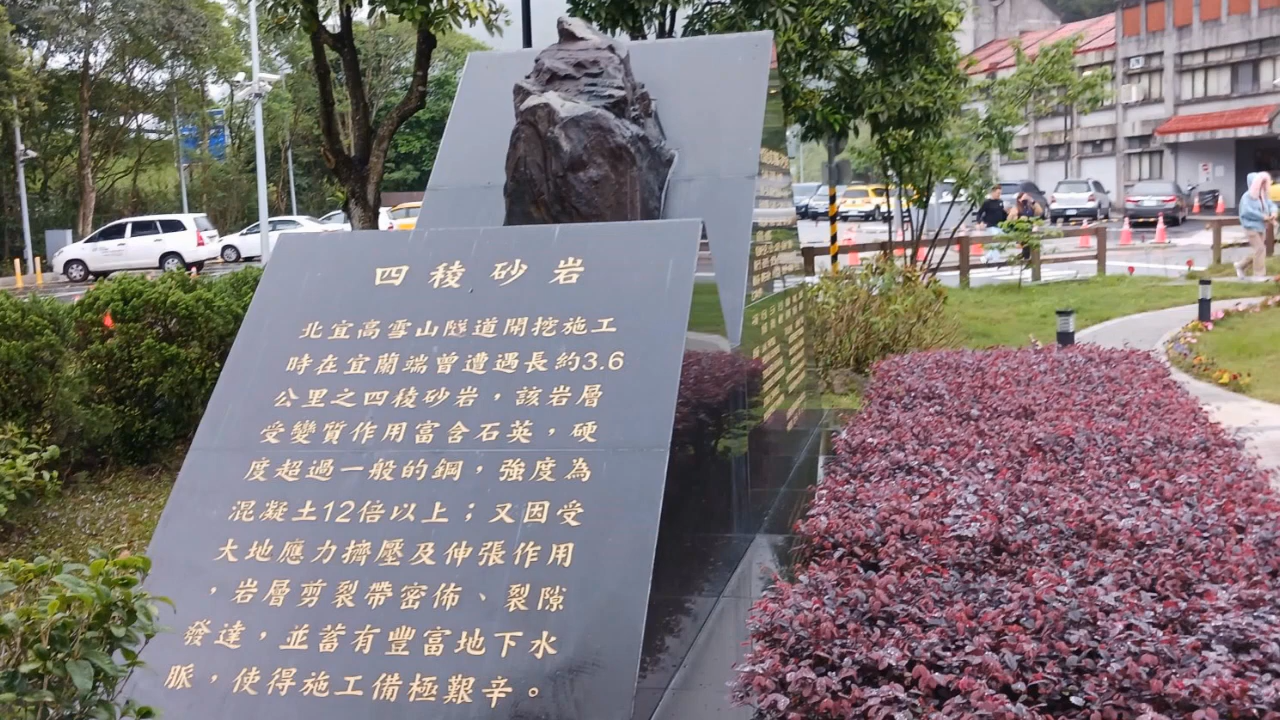 四稜砂岩
北宜高雪山隧道開挖施工
時在宜蘭端曾遭遇長約3.6
公里之四稜砂岩，該岩層
受變質作用富含石英，硬
度超過一般的鋼，強度為
混凝土12倍以上；又因受
大地應力擠壓及伸張作用
，岩層剪裂帶密佈、裂隙
發達，並蓄有豐富地下水
脈，使得施工備極艱辛。